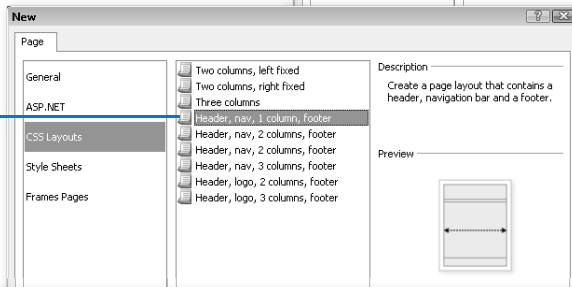 New
Page
General
ASP.NET
CSS Layouts
Style Sheets
Frames Pages
Two columns, left fixed
Two columns, right fixed
Three columns
Header, nav, 1 column, footer
Header, nav, 2 columns, footer
Header, nav, 2 columns, footer
Header, nav, 3 columns, footer
Header, logo, 2 columns, footer
Header, logo, 3 columns, footer
Description
Create a page layout that contains a
header, navigation bar and a footer.
Preview